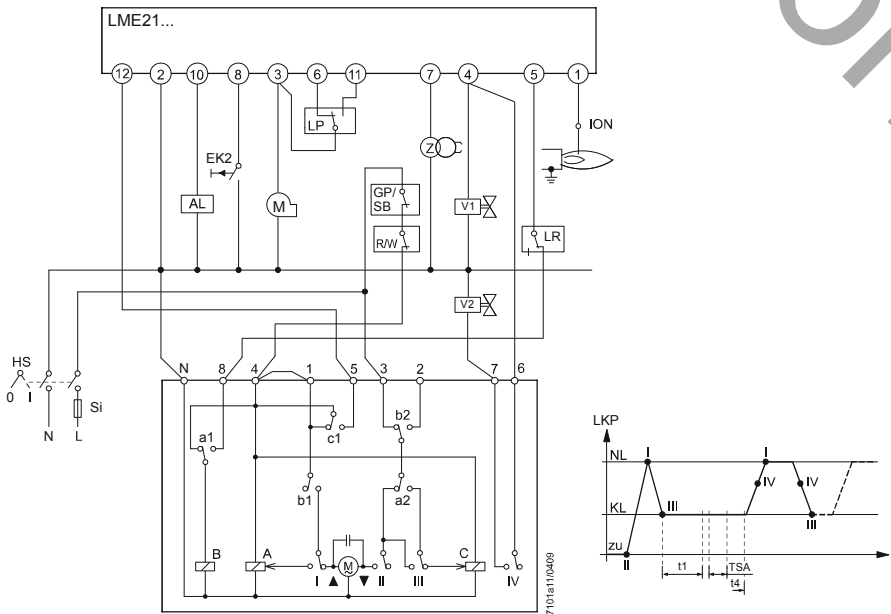 LME21...
12 2 10 8 3 6 11 7 4 5 1
LP
ION
EK2
Z
AL
M
GP/
SB
V1
R/W
LR
V2
HS
0 I
Si
N L
N 8 4 1 5 3 2 7 6
a1
c1
b2
b1
a2
B A I M II III C IV
7101a11/0409
LKP
NL
I I
IV IV
KL
III III
zu
II
t1 TSA
t4